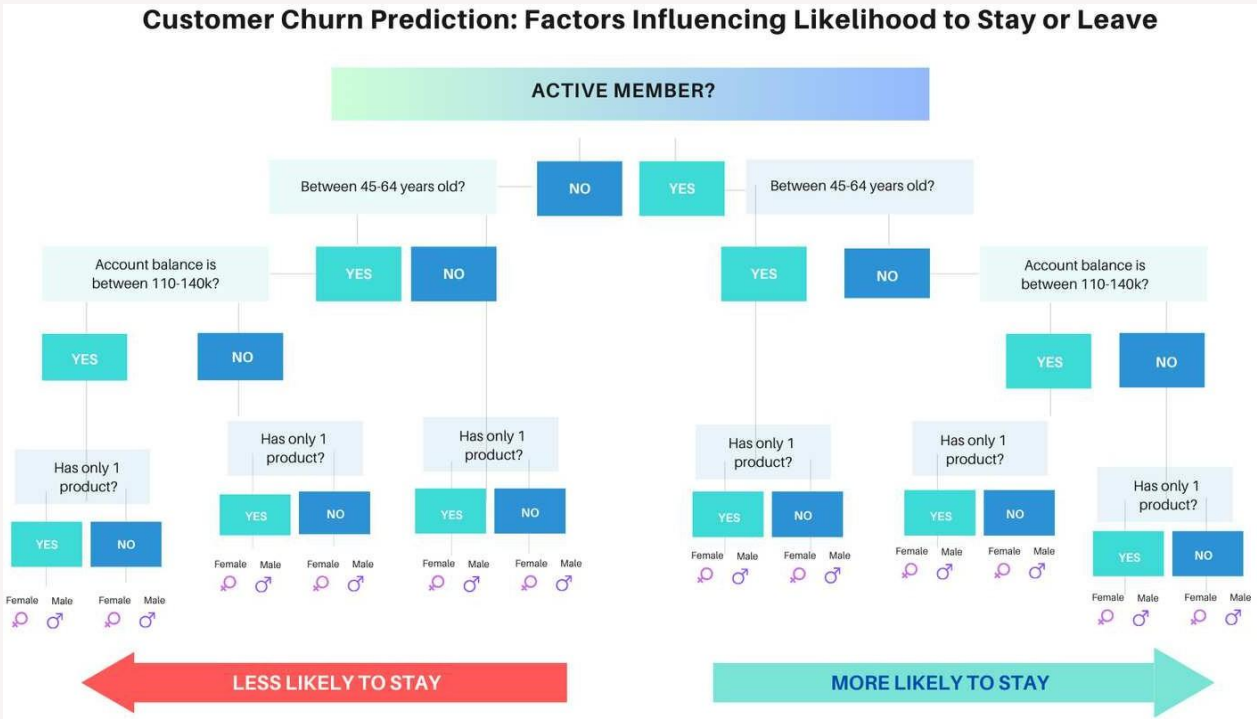 Customer Churn Prediction: Factors Influencing Likelihood to Stay or Leave
ACTIVE MEMBER?
Between 45-64 years old?
NO
YES
Between 45-64 years old?
Account balance is
between 110-140k?
YES
NO
YES
NO
Account balance is
between 110-140k?
YES
NO
YES
NO
Has only 1
product?
Has only 1
product?
Has only 1
product?
Has only 1
product?
Has only 1
product?
Has only 1
product?
YES
NO
YES
NO
YES
NO
YES
NO
YES
NO
YES
NO
Female Male
Female Male
Female Male
Female Male
Female Male
Female Male
Female Male
Female Male
Female Male
Female Male
Female Male
Female Male
LESS LIKELY TO STAY
MORE LIKELY TO STAY